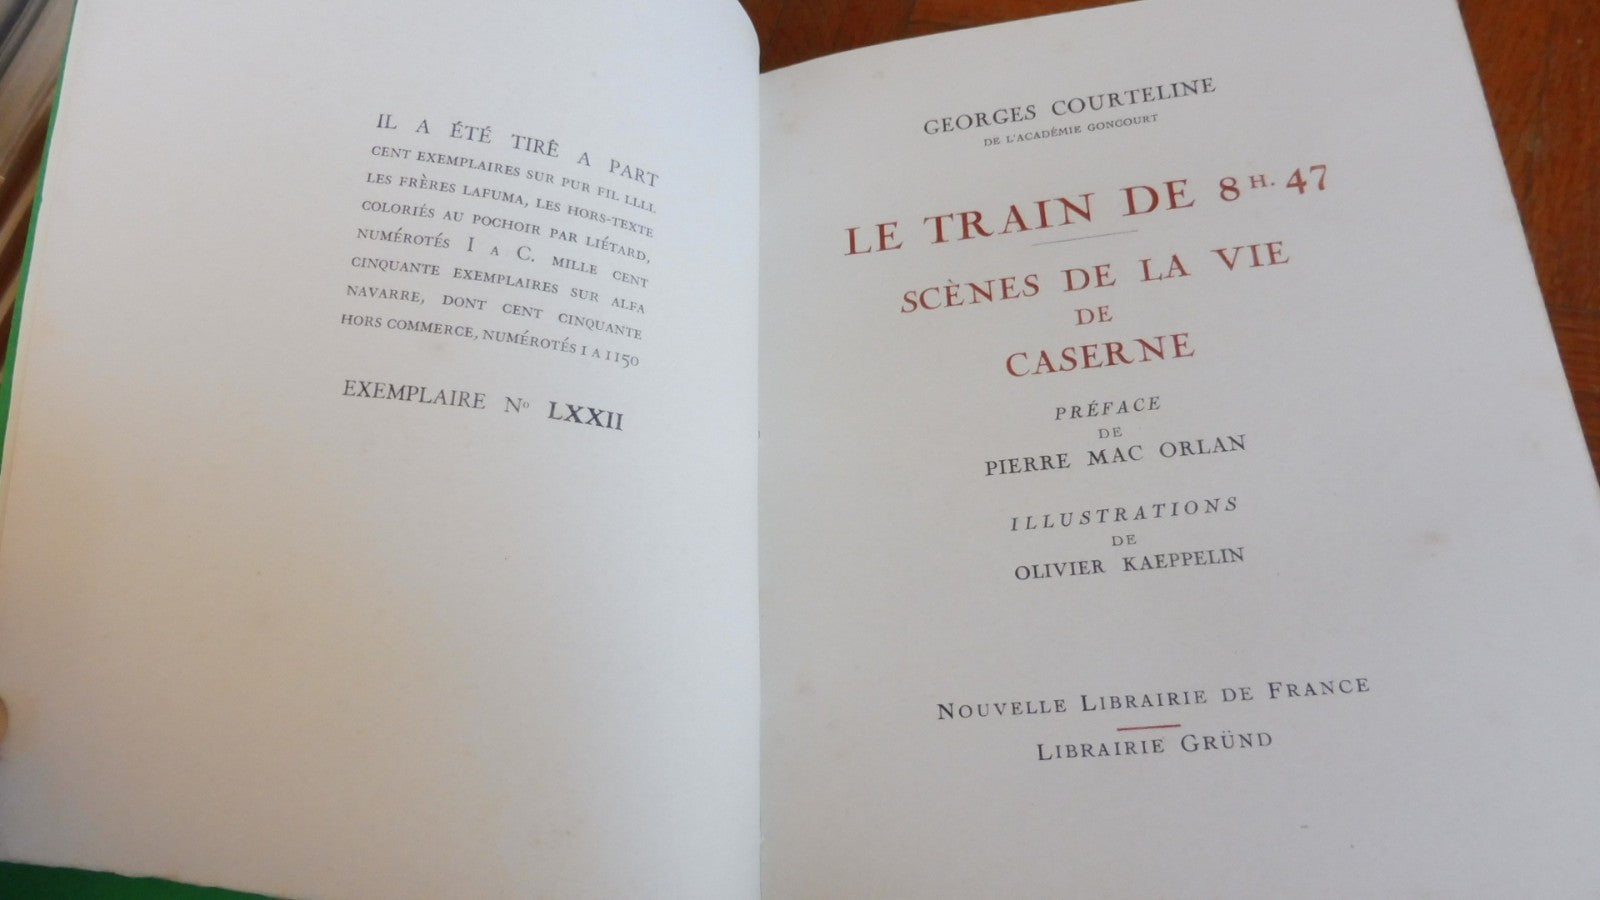 IL A ÉTÉ TIRÉ A PART
CENT EXEMPLAIRES SUR PUR FIL LLLL
LES FRÈRES LAFUMA, LES HORS-TEXTE
COLORIÉS AU POCHOIR PAR LIÉTARD,
NUMÉROTÉS I A C. MILLE CENT
CINQUANTE EXEMPLAIRES SUR ALFA
NAVARRE, DONT CENT CINQUANTE
HORS COMMERCE, NUMÉROTÉS I A 1150
EXEMPLAIRE Nº LXXII
GEORGES COURTELINE
DE L'ACADÉMIE GONCOURT
LE TRAIN DE 8 H. 47
SCÈNES DE LA VIE
DE
CASERNE
PRÉFACE
DE
PIERRE MAC ORLAN
ILLUSTRATIONS
DE
OLIVIER KAEPPELIN
NOUVELLE LIBRAIRIE DE FRANCE
LIBRAIRIE GRÜND